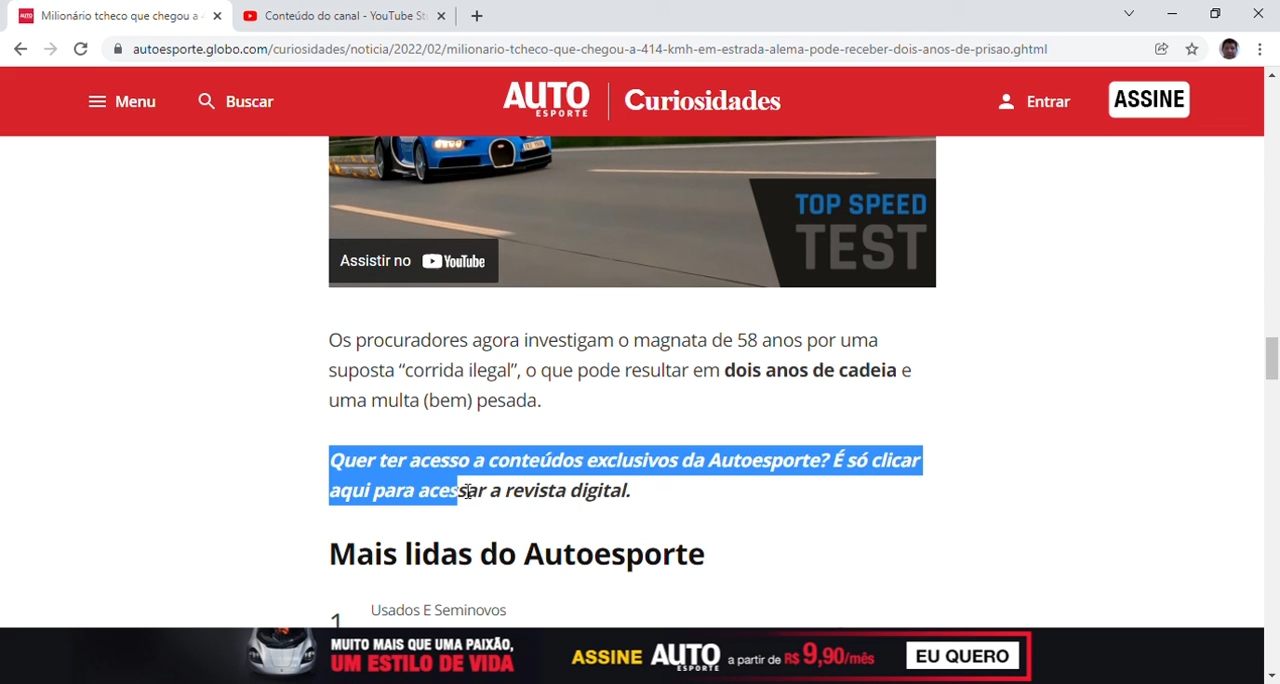 Milionário tcheco que chegou a 4
Conteúdo do canal - YouTube St
autoesporte.globo.com/curiosidades/noticia/2022/02/milionario-tcheco-que-chegou-a-414-kmh-em-estrada-alema-pode-receber-dois-anos-de-prisao.ghtml
Menu
Buscar
AUTO ESPORTE
Curiosidades
Entrar
ASSINE
TOP SPEED
TEST
Assistir no YouTube
Os procuradores agora investigam o magnata de 58 anos por uma
suposta “corrida ilegal”, o que pode resultar em dois anos de cadeia e
uma multa (bem) pesada.
Quer ter acesso a conteúdos exclusivos da Autoesporte? É só clicar
aqui para acessar a revista digital.
Mais lidas do Autoesporte
1
Usados E Seminovos
MUITO MAIS QUE UMA PAIXÃO,
UM ESTILO DE VIDA
ASSINE AUTO ESPORTE a partir de R$ 9,90/mês
EU QUERO